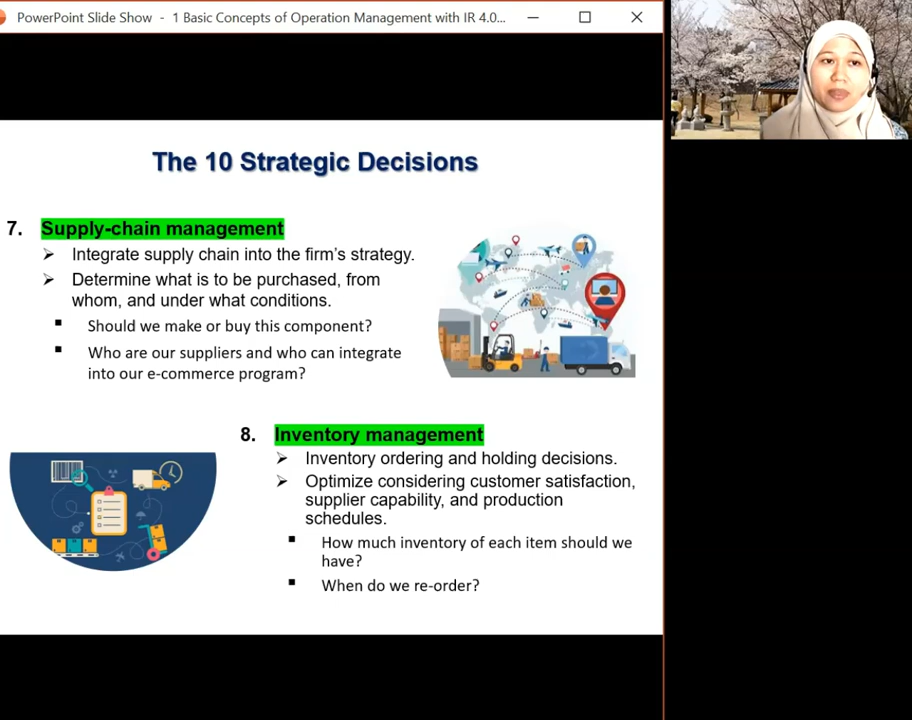 PowerPoint Slide Show - 1 Basic Concepts of Operation Management with IR 4.0...
The 10 Strategic Decisions
7. Supply-chain management
➢ Integrate supply chain into the firm's strategy.
➢ Determine what is to be purchased, from
whom, and under what conditions.
▪ Should we make or buy this component?
▪ Who are our suppliers and who can integrate
into our e-commerce program?
8. Inventory management
➢ Inventory ordering and holding decisions.
➢ Optimize considering customer satisfaction,
supplier capability, and production
schedules.
▪ How much inventory of each item should we
have?
▪ When do we re-order?